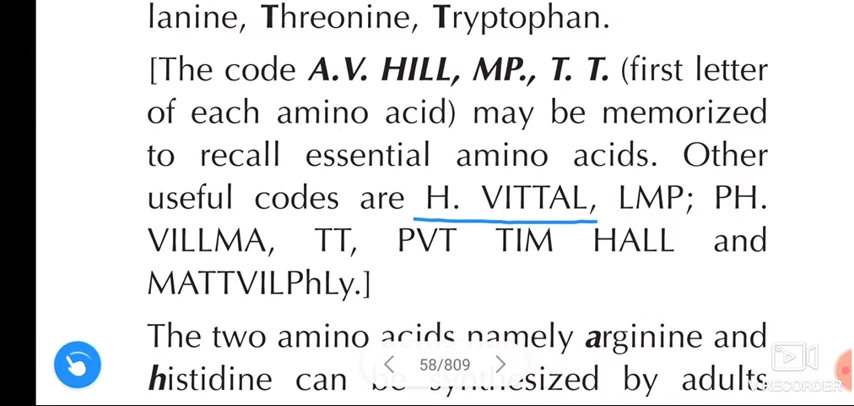 lanine, Threonine, Tryptophan.
[The code A.V. HILL, MP., T. T. (first letter
of each amino acid) may be memorized
to recall essential amino acids. Other
useful codes are H. VITTAL, LMP; PH.
VILLMA, TT, PVT TIM HALL and
MATTVILPhLy.]
The two amino acids namely arginine and
58/809
histidine can be synthesized by adults
RECORDER